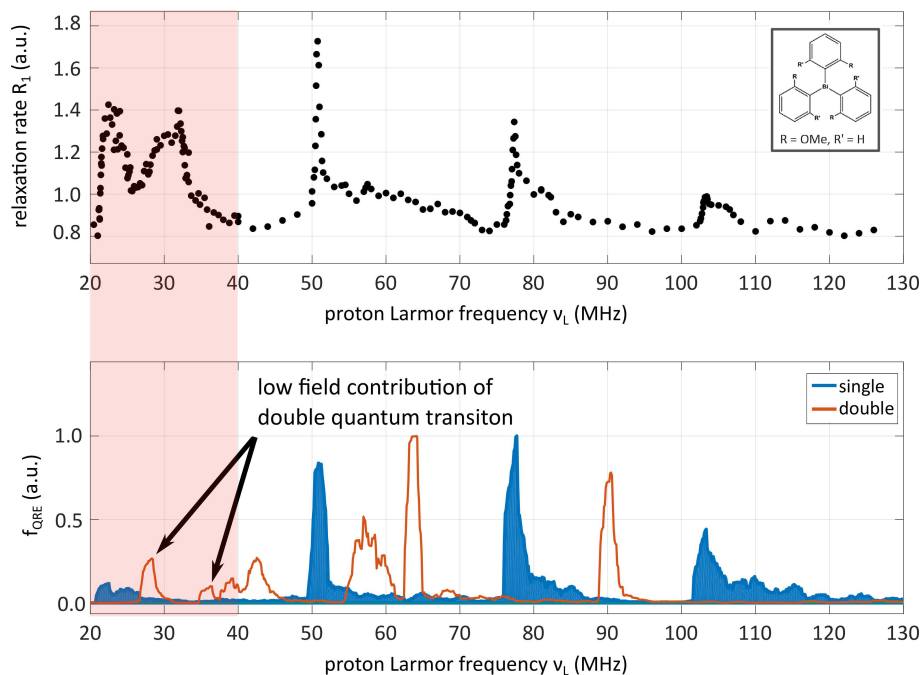 relaxation rate R₁ (a.u.)
1.8
1.6
1.4
1.2
1.0
0.8
20 30 40 50 60 70 80 90 100 110 120 130
proton Larmor frequency νL (MHz)
R'
R
R
R'
Bi
R'
R
R = OMe, R' = H
low field contribution of
double quantum transiton
single
double
fQRE (a.u.)
1.0
0.5
0.0
20 30 40 50 60 70 80 90 100 110 120 130
proton Larmor frequency νL (MHz)